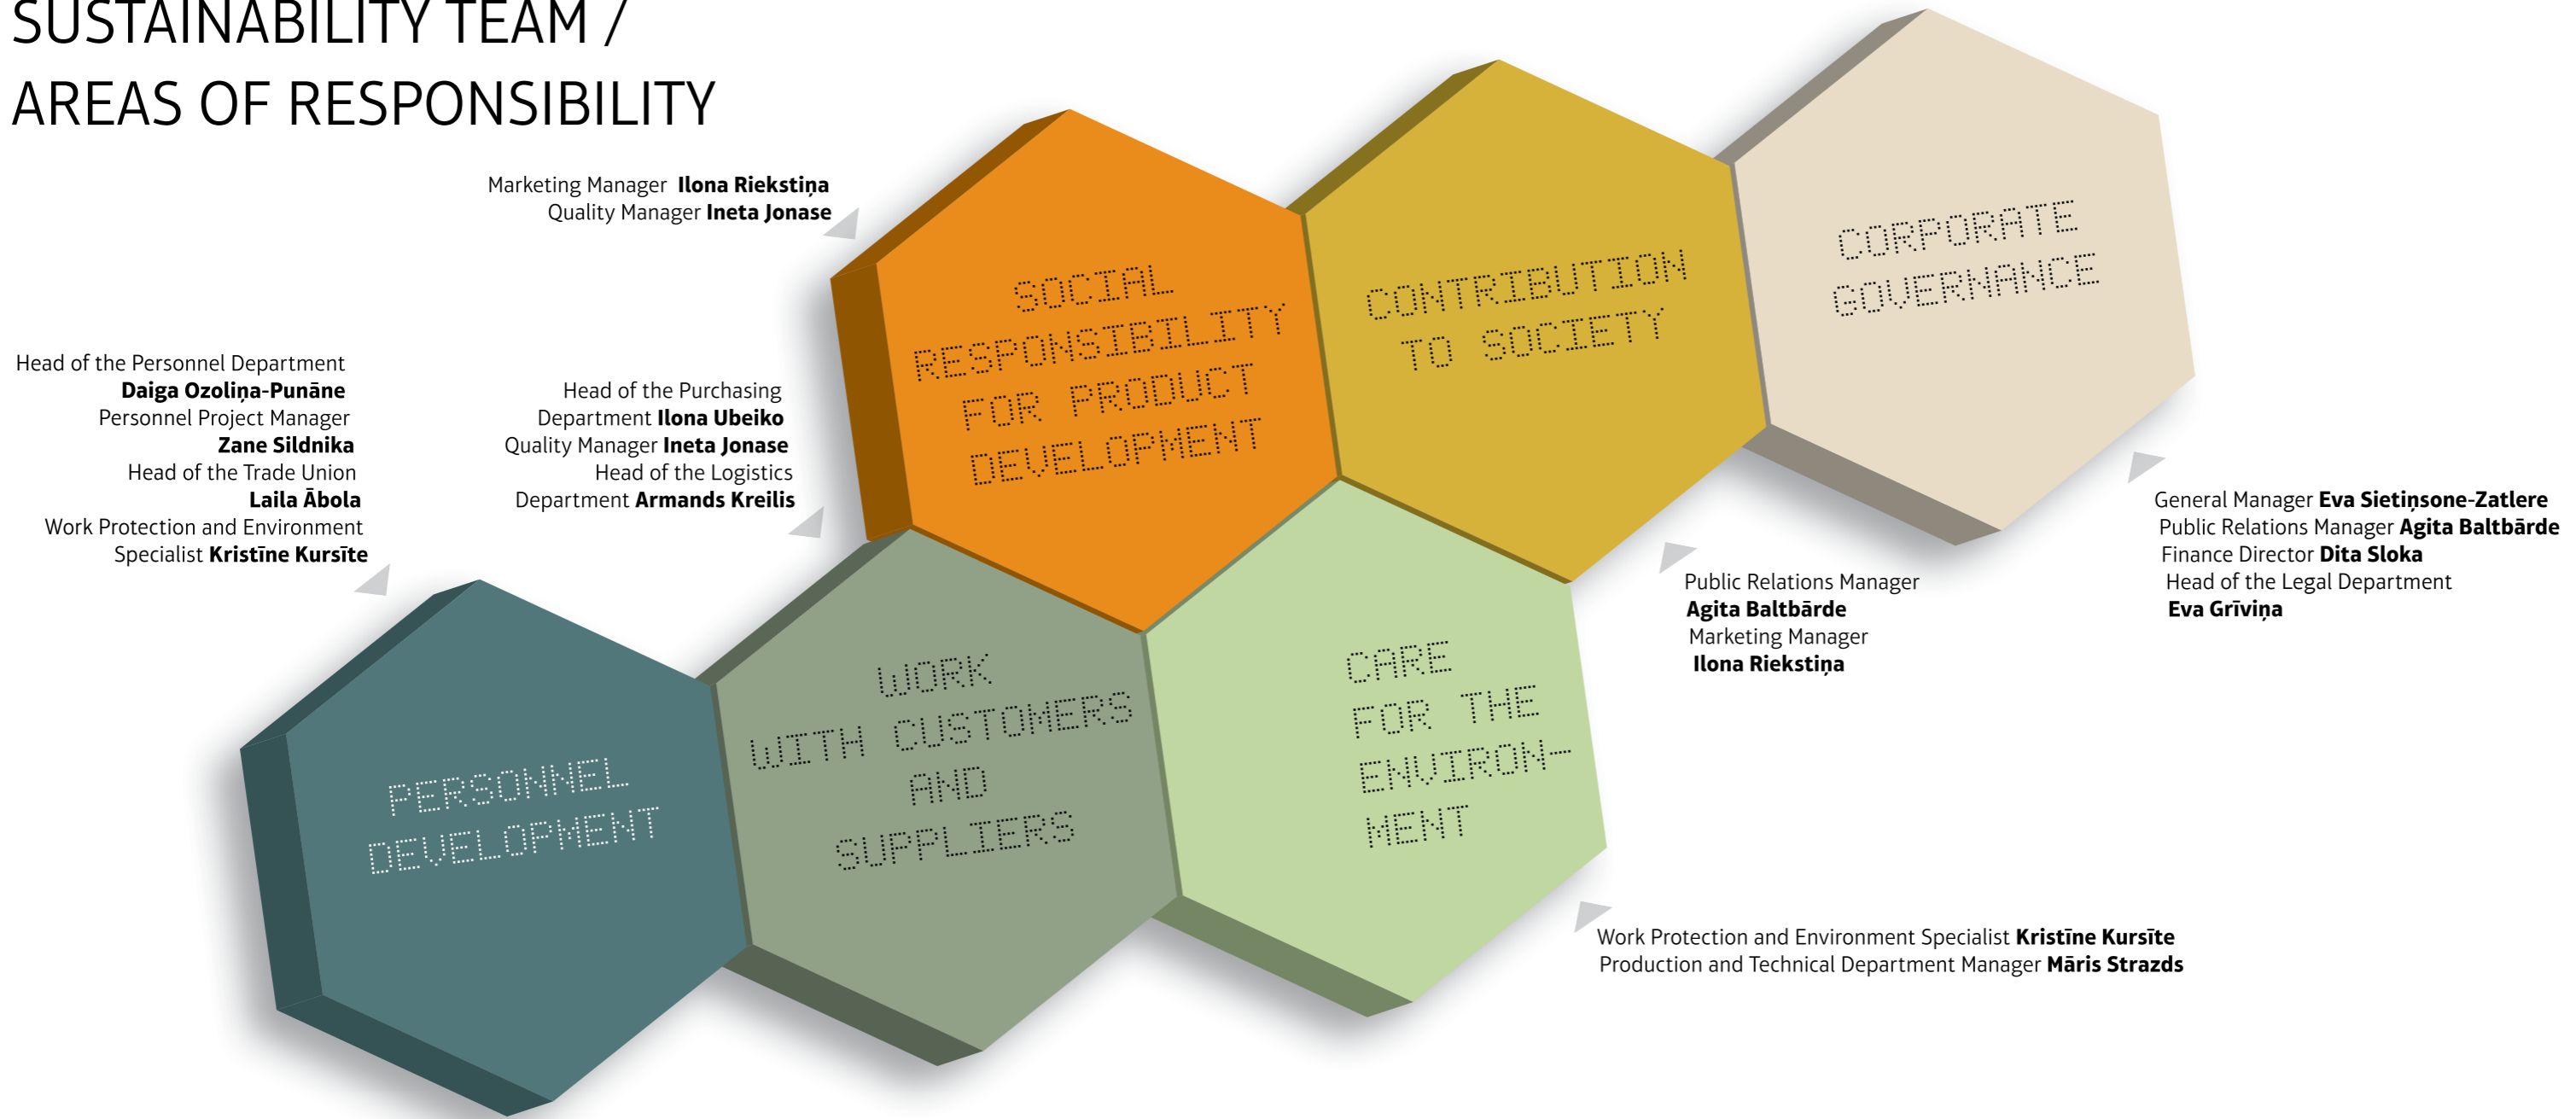 SUSTAINABILITY TEAM /
AREAS OF RESPONSIBILITY
Marketing Manager Ilona Riekstiņa
Quality Manager Ineta Jonase
Head of the Personnel Department
Daiga Ozoliņa-Punāne
Personnel Project Manager
Zane Sildnika
Head of the Trade Union
Laila Ābola
Work Protection and Environment
Specialist Kristīne Kursīte
Head of the Purchasing
Department Ilona Ubeiko
Quality Manager Ineta Jonase
Head of the Logistics
Department Armands Kreilis
SOCIAL
RESPONSIBILITY
FOR PRODUCT
DEVELOPMENT
CONTRIBUTION
TO SOCIETY
CORPORATE
GOVERNANCE
General Manager Eva Sietiņsone-Zatlere
Public Relations Manager Agita Baltbārde
Finance Director Dita Sloka
Head of the Legal Department
Eva Grīviņa
Public Relations Manager
Agita Baltbārde
Marketing Manager
Ilona Riekstiņa
PERSONNEL
DEVELOPMENT
WORK
WITH CUSTOMERS
AND
SUPPLIERS
CARE
FOR THE
ENVIRON-
MENT
Work Protection and Environment Specialist Kristīne Kursīte
Production and Technical Department Manager Māris Strazds